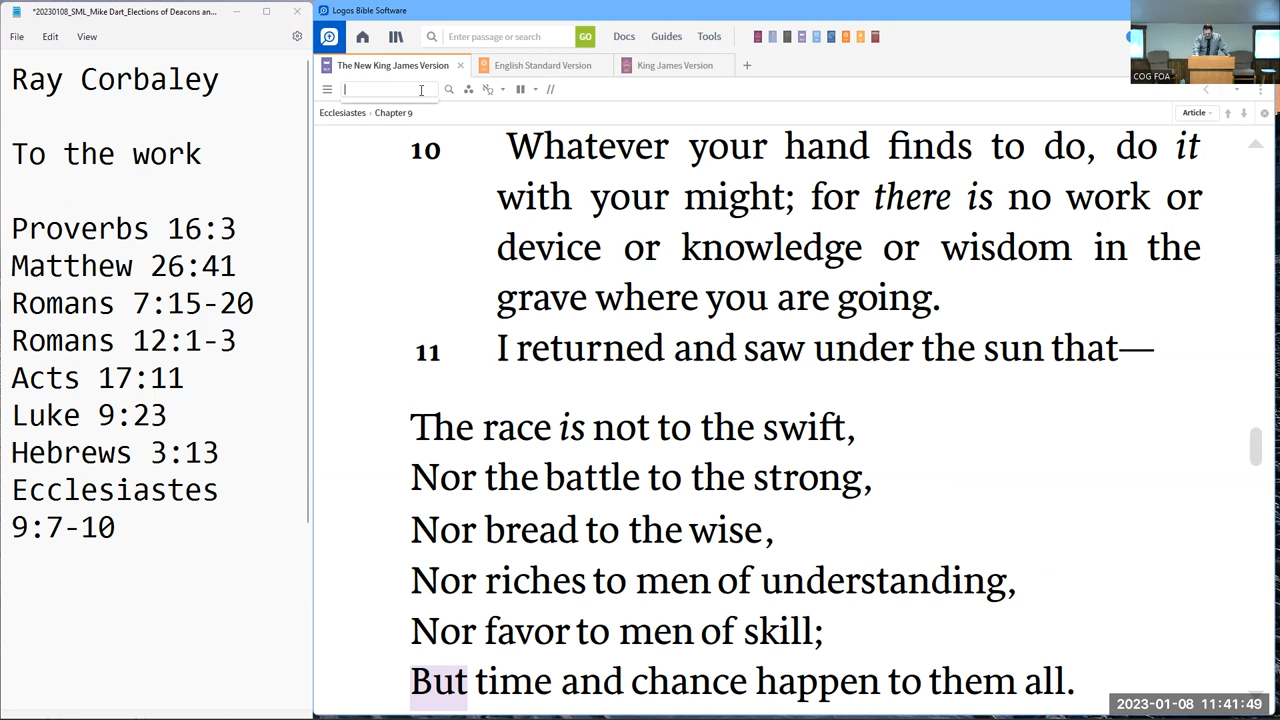 *20230108_SML_Mike Dart_Elections of Deacons an...
File Edit View
Ray Corbaley
To the work
Proverbs 16:3
Matthew 26:41
Romans 7:15-20
Romans 12:1-3
Acts 17:11
Luke 9:23
Hebrews 3:13
Ecclesiastes
9:7-10
Logos Bible Software
Enter passage or search GO Docs Guides Tools
The New King James Version English Standard Version King James Version
Ecclesiastes › Chapter 9 Article
10 Whatever your hand finds to do, do it
with your might; for there is no work or
device or knowledge or wisdom in the
grave where you are going.
11 I returned and saw under the sun that—
The race is not to the swift,
Nor the battle to the strong,
Nor bread to the wise,
Nor riches to men of understanding,
Nor favor to men of skill;
But time and chance happen to them all.
COG FOA
2023-01-08 11:41:49